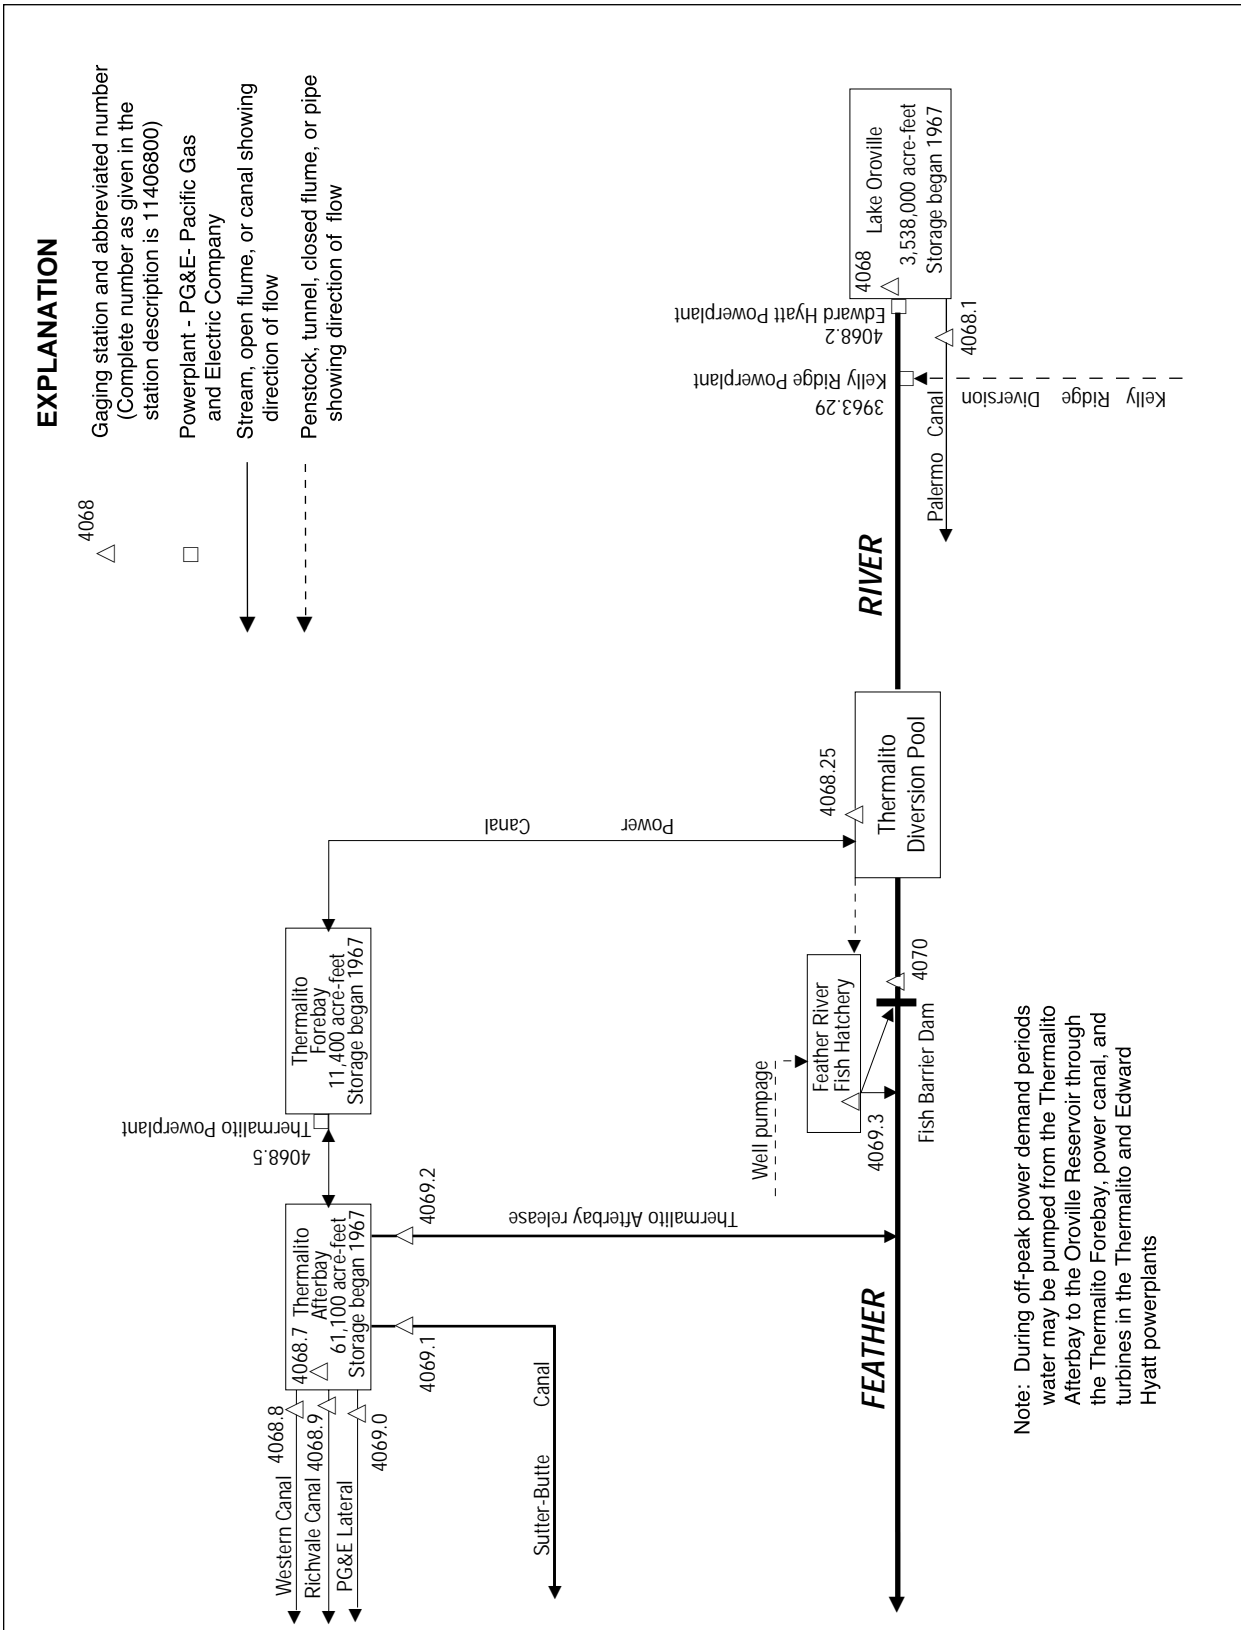 EXPLANATION
4068
Gaging station and abbreviated number
(Complete number as given in the
station description is 11406800)
Powerplant - PG&E- Pacific Gas
and Electric Company
Stream, open flume, or canal showing
direction of flow
Penstock, tunnel, closed flume, or pipe
showing direction of flow
Western Canal
4068.8
Richvale Canal
4068.9
PG&E Lateral
4069.0
4068.7
Thermalito
Afterbay
61,100 acre-feet
Storage began 1967
4068.5
Thermalito Powerplant
Thermalito
Forebay
11,400 acre-feet
Storage began 1967
4069.1
4069.2
Sutter-Butte Canal
Thermalito Afterbay release
Power Canal
Well pumpage
Feather River
Fish Hatchery
4069.3
4068.25
Thermalito
Diversion Pool
4070
Fish Barrier Dam
FEATHER
RIVER
3963.29
Kelly Ridge Powerplant
4068.2
Edward Hyatt Powerplant
4068
Lake Oroville
3,538,000 acre-feet
Storage began 1967
4068.1
Palermo Canal
Kelly Ridge Diversion
Note: During off-peak power demand periods
water may be pumped from the Thermalito
Afterbay to the Oroville Reservoir through
the Thermalito Forebay, power canal, and
turbines in the Thermalito and Edward
Hyatt powerplants